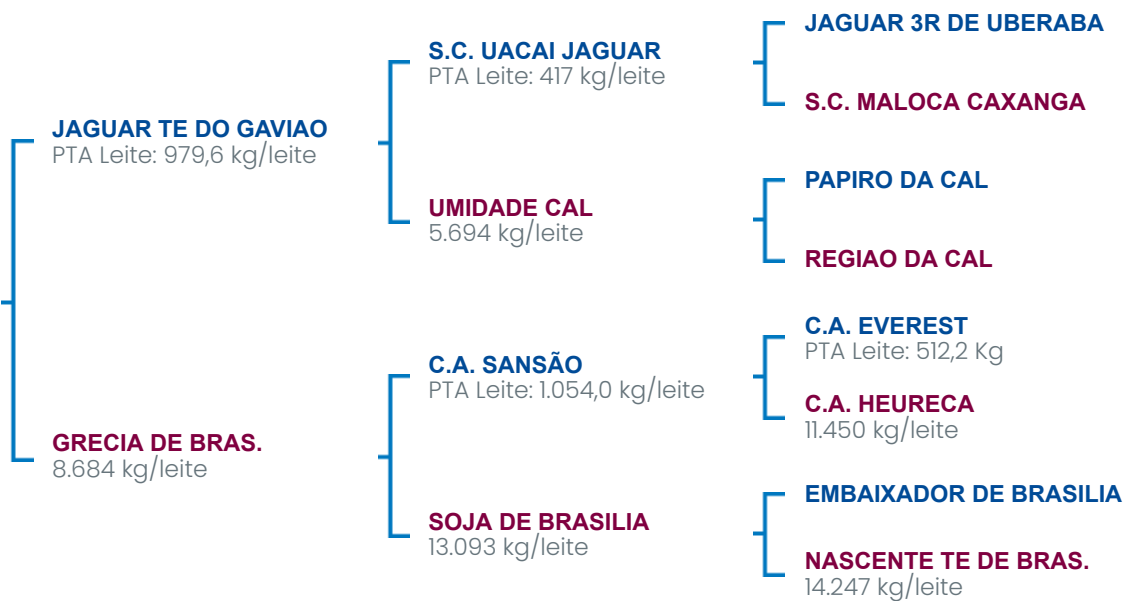 JAGUAR TE DO GAVIAO
PTA Leite: 979,6 kg/leite
GRECIA DE BRAS.
8.684 kg/leite
S.C. UACAI JAGUAR
PTA Leite: 417 kg/leite
UMIDADE CAL
5.694 kg/leite
C.A. SANSÃO
PTA Leite: 1.054,0 kg/leite
SOJA DE BRASILIA
13.093 kg/leite
JAGUAR 3R DE UBERABA
S.C. MALOCA CAXANGA
PAPIRO DA CAL
REGIAO DA CAL
C.A. EVEREST
PTA Leite: 512,2 Kg
C.A. HEURECA
11.450 kg/leite
EMBAIXADOR DE BRASILIA
NASCENTE TE DE BRAS.
14.247 kg/leite